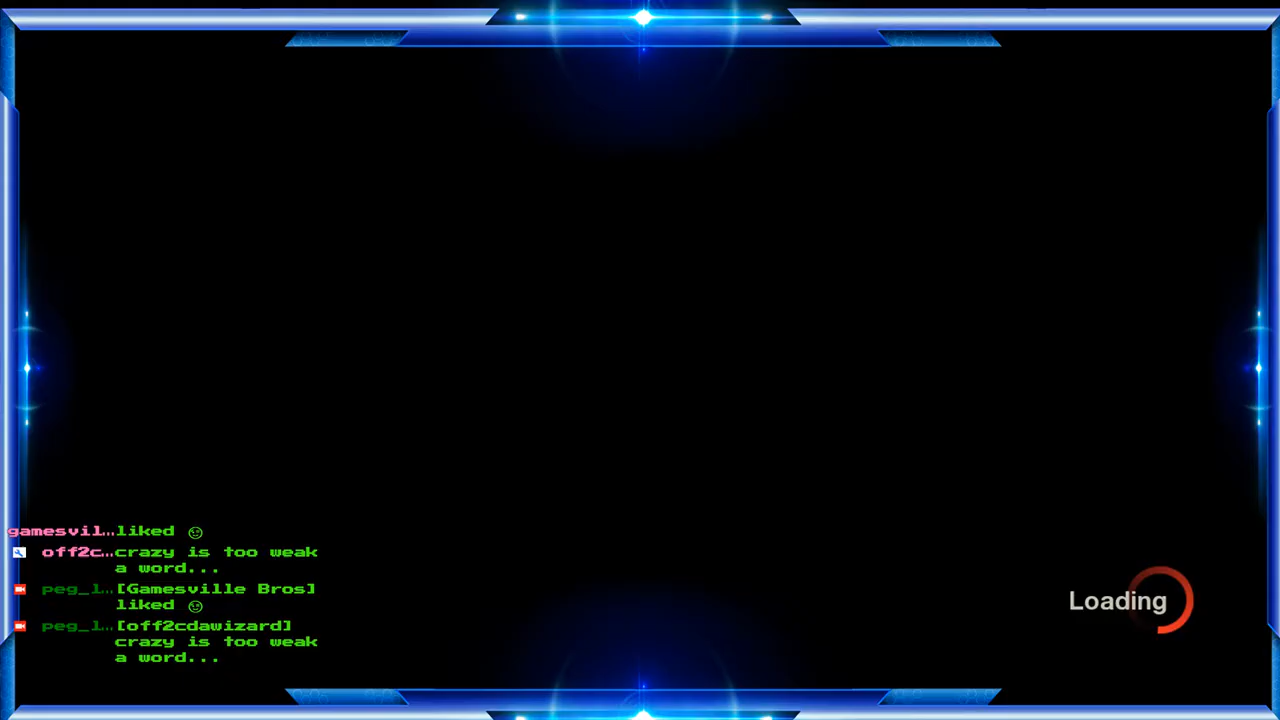 gamesvil…liked
off2c…crazy is too weak
a word...
peg_l…[Gamesville Bros]
liked
peg_l…[off2cdawizard]
crazy is too weak
a word...
Loading